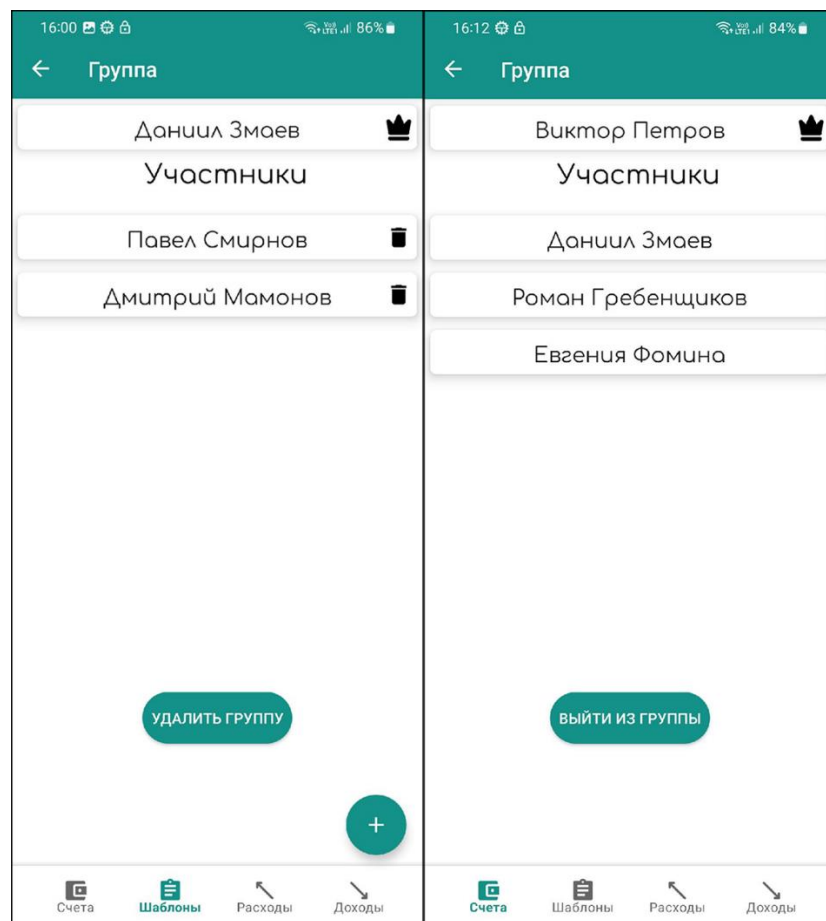 16:00 86%
Группа
Даниил Змаев
Участники
Павел Смирнов
Дмитрий Мамонов
УДАЛИТЬ ГРУППУ
+
Счета Шаблоны Расходы Доходы
16:12 84%
Группа
Виктор Петров
Участники
Даниил Змаев
Роман Гребенщиков
Евгения Фомина
ВЫЙТИ ИЗ ГРУППЫ
Счета Шаблоны Расходы Доходы